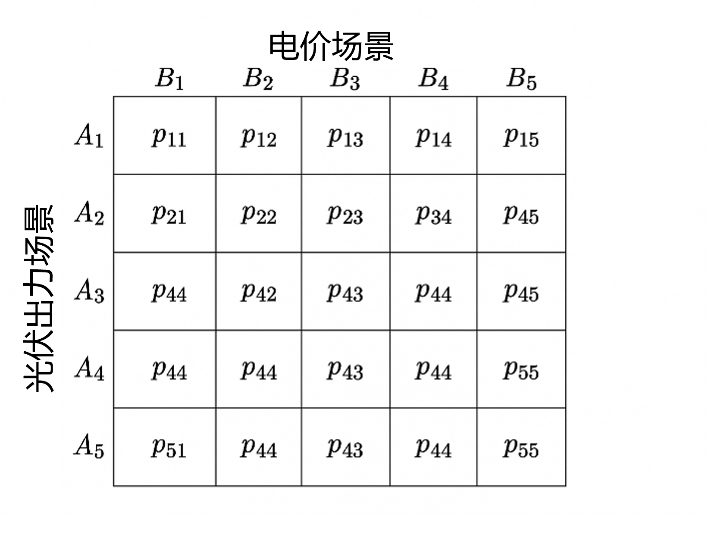 电价场景
B₁ B₂ B₃ B₄ B₅
光伏出力场景
A₁ p₁₁ p₁₂ p₁₃ p₁₄ p₁₅
A₂ p₂₁ p₂₂ p₂₃ p₃₄ p₄₅
A₃ p₄₄ p₄₂ p₄₃ p₄₄ p₄₅
A₄ p₄₄ p₄₄ p₄₃ p₄₄ p₅₅
A₅ p₅₁ p₄₄ p₄₃ p₄₄ p₅₅